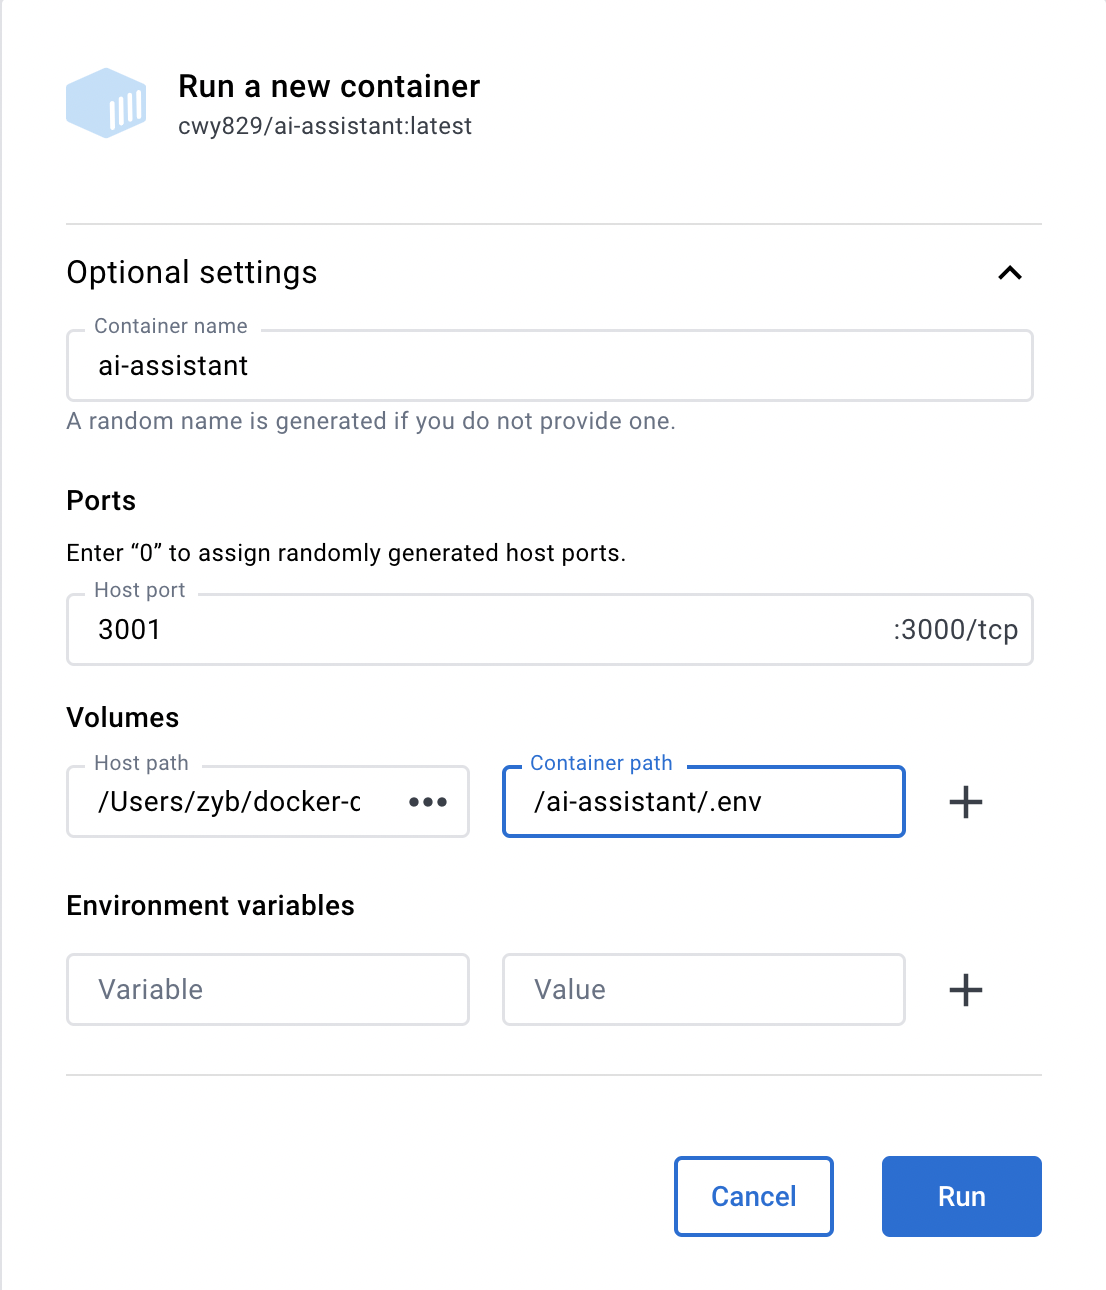 Run a new container
cwy829/ai-assistant:latest
Optional settings
Container name
ai-assistant
A random name is generated if you do not provide one.
Ports
Enter “0” to assign randomly generated host ports.
Host port
3001 :3000/tcp
Volumes
Host path Container path
/Users/zyb/docker-c ••• /ai-assistant/.env +
Environment variables
Variable Value +
Cancel Run